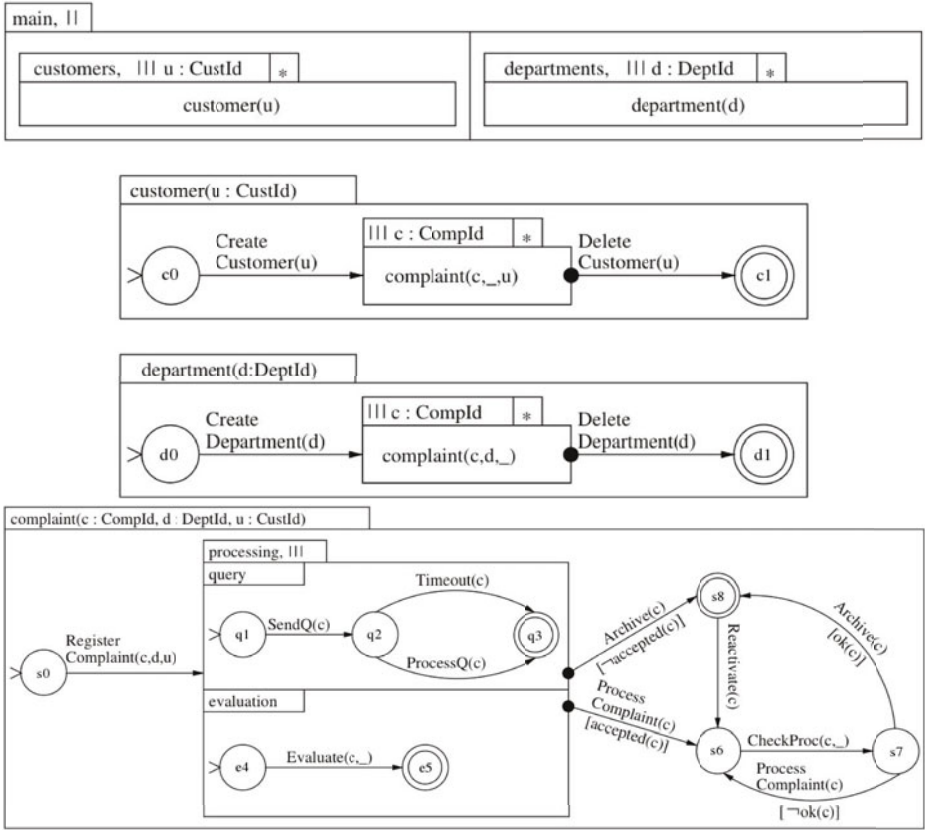 main, ||
customers, ||| u : CustId *
customer(u)
departments, ||| d : DeptId *
department(d)
customer(u : CustId)
c0
Create
Customer(u)
||| c : CompId *
complaint(c,_,u)
Delete
Customer(u)
c1
department(d:DeptId)
d0
Create
Department(d)
||| c : CompId *
complaint(c,d,_)
Delete
Department(d)
d1
complaint(c : CompId, d : DeptId, u : CustId)
s0
Register
Complaint(c,d,u)
processing, |||
query
q1
SendQ(c)
q2
Timeout(c)
ProcessQ(c)
q3
evaluation
e4
Evaluate(c,_)
e5
Archive(c)
[¬accepted(c)]
Process
Complaint(c)
[accepted(c)]
s8
Reactivate(c)
Archive(c)
[ok(c)]
s6
CheckProc(c,_)
s7
Process
Complaint(c)
[¬ok(c)]